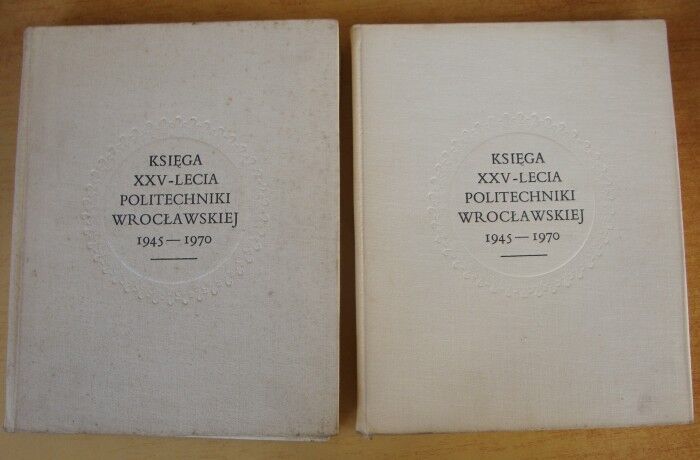 KSIĘGA
XXV-LECIA
POLITECHNIKI
WROCŁAWSKIEJ
1945 — 1970
KSIĘGA
XXV-LECIA
POLITECHNIKI
WROCŁAWSKIEJ
1945 — 1970